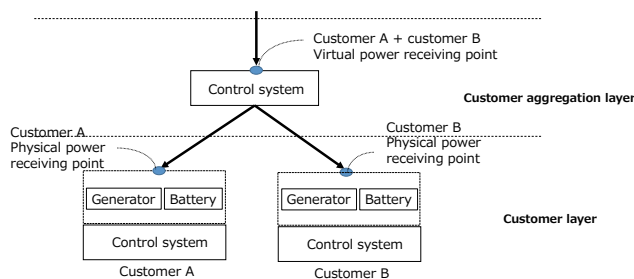 Customer A + customer B
Virtual power receiving point
Control system
Customer aggregation layer
Customer A
Physical power
receiving point
Customer B
Physical power
receiving point
Generator
Battery
Generator
Battery
Customer layer
Control system
Control system
Customer A
Customer B